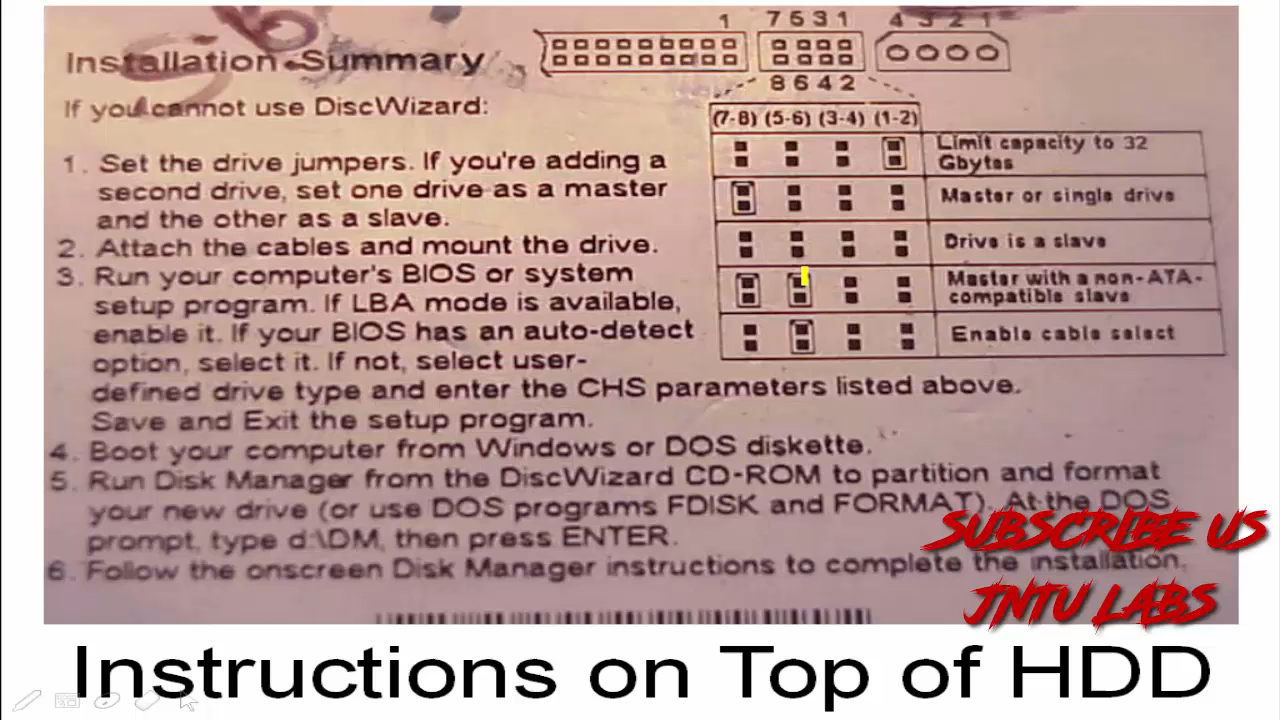 1 7531 4321
Installation Summary
8642
If you cannot use DiscWizard:
(7-8) (5-6) (3-4) (1-2)
Limit capacity to 32
Gbytes
Master or single drive
Drive is a slave
Master with a non-ATA-
compatible slave
Enable cable select
1. Set the drive jumpers. If you're adding a
second drive, set one drive as a master
and the other as a slave.
2. Attach the cables and mount the drive.
3. Run your computer's BIOS or system
setup program. If LBA mode is available,
enable it. If your BIOS has an auto-detect
option, select it. If not, select user-
defined drive type and enter the CHS parameters listed above.
Save and Exit the setup program.
4. Boot your computer from Windows or DOS diskette.
5. Run Disk Manager from the DiscWizard CD-ROM to partition and format
your new drive (or use DOS programs FDISK and FORMAT). At the DOS
prompt, type d:\DM, then press ENTER.
6. Follow the onscreen Disk Manager instructions to complete the installation.
SUBSCRIBE US
JNTU LABS
Instructions on Top of HDD